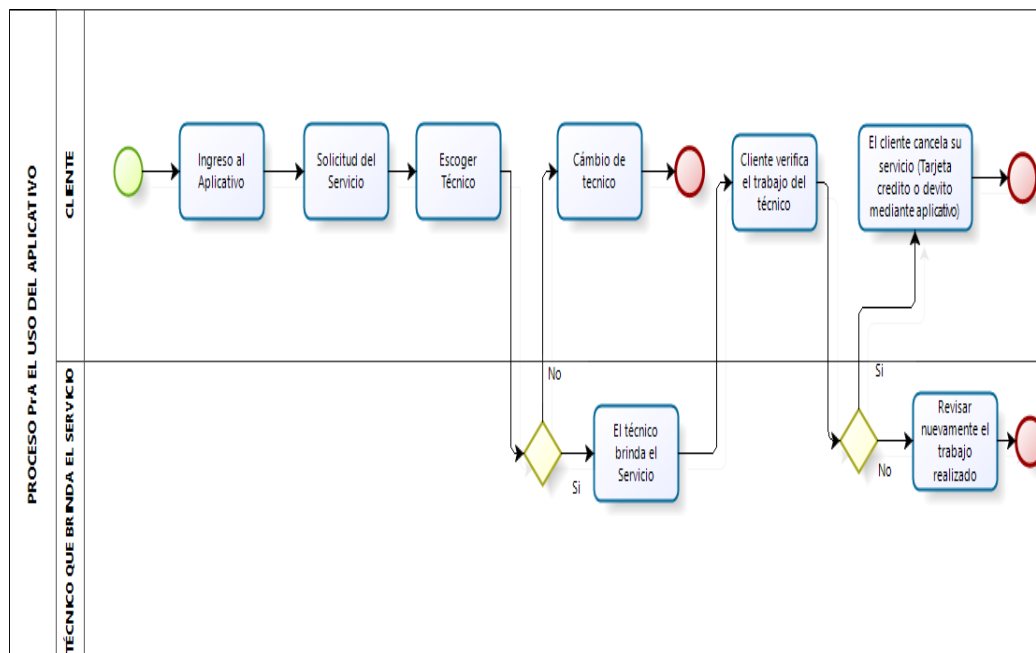 PROCESO PrA EL USO DEL APLICATIVO
CLIENTE
Ingreso al
Aplicativo
Solicitud del
Servicio
Escoger
Técnico
Cámbio de
tecnico
Cliente verifica
el trabajo del
técnico
El cliente cancela su
servicio (Tarjeta
credito o devito
mediante aplicativo)
TÉCNICO QUE BRINDA EL SERVICIO
No
Si
El técnico
brinda el
Servicio
Si
No
Revisar
nuevamente el
trabajo
realizado